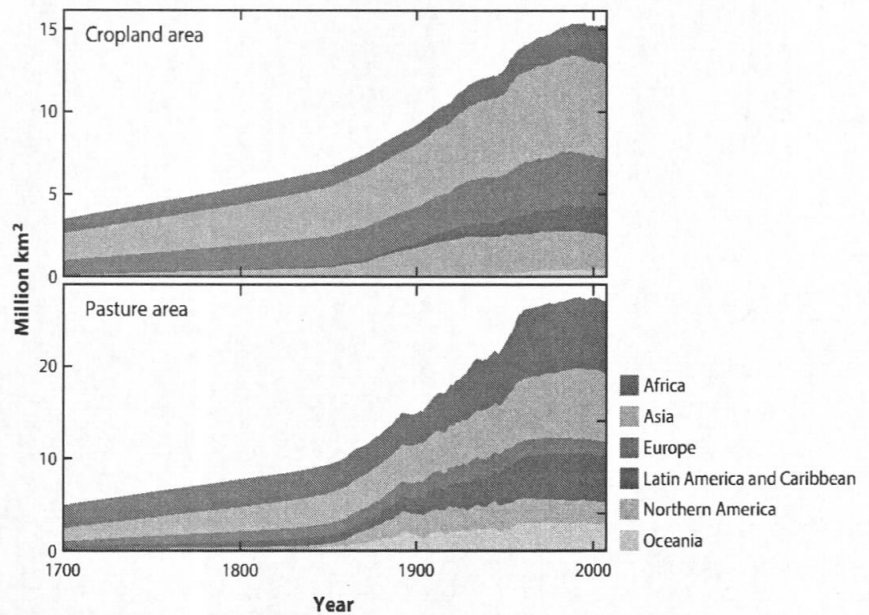 Cropland area
15
10
5
0
Pasture area
20
10
0
Million km²
1700
1800
1900
2000
Year
Africa
Asia
Europe
Latin America and Caribbean
Northern America
Oceania